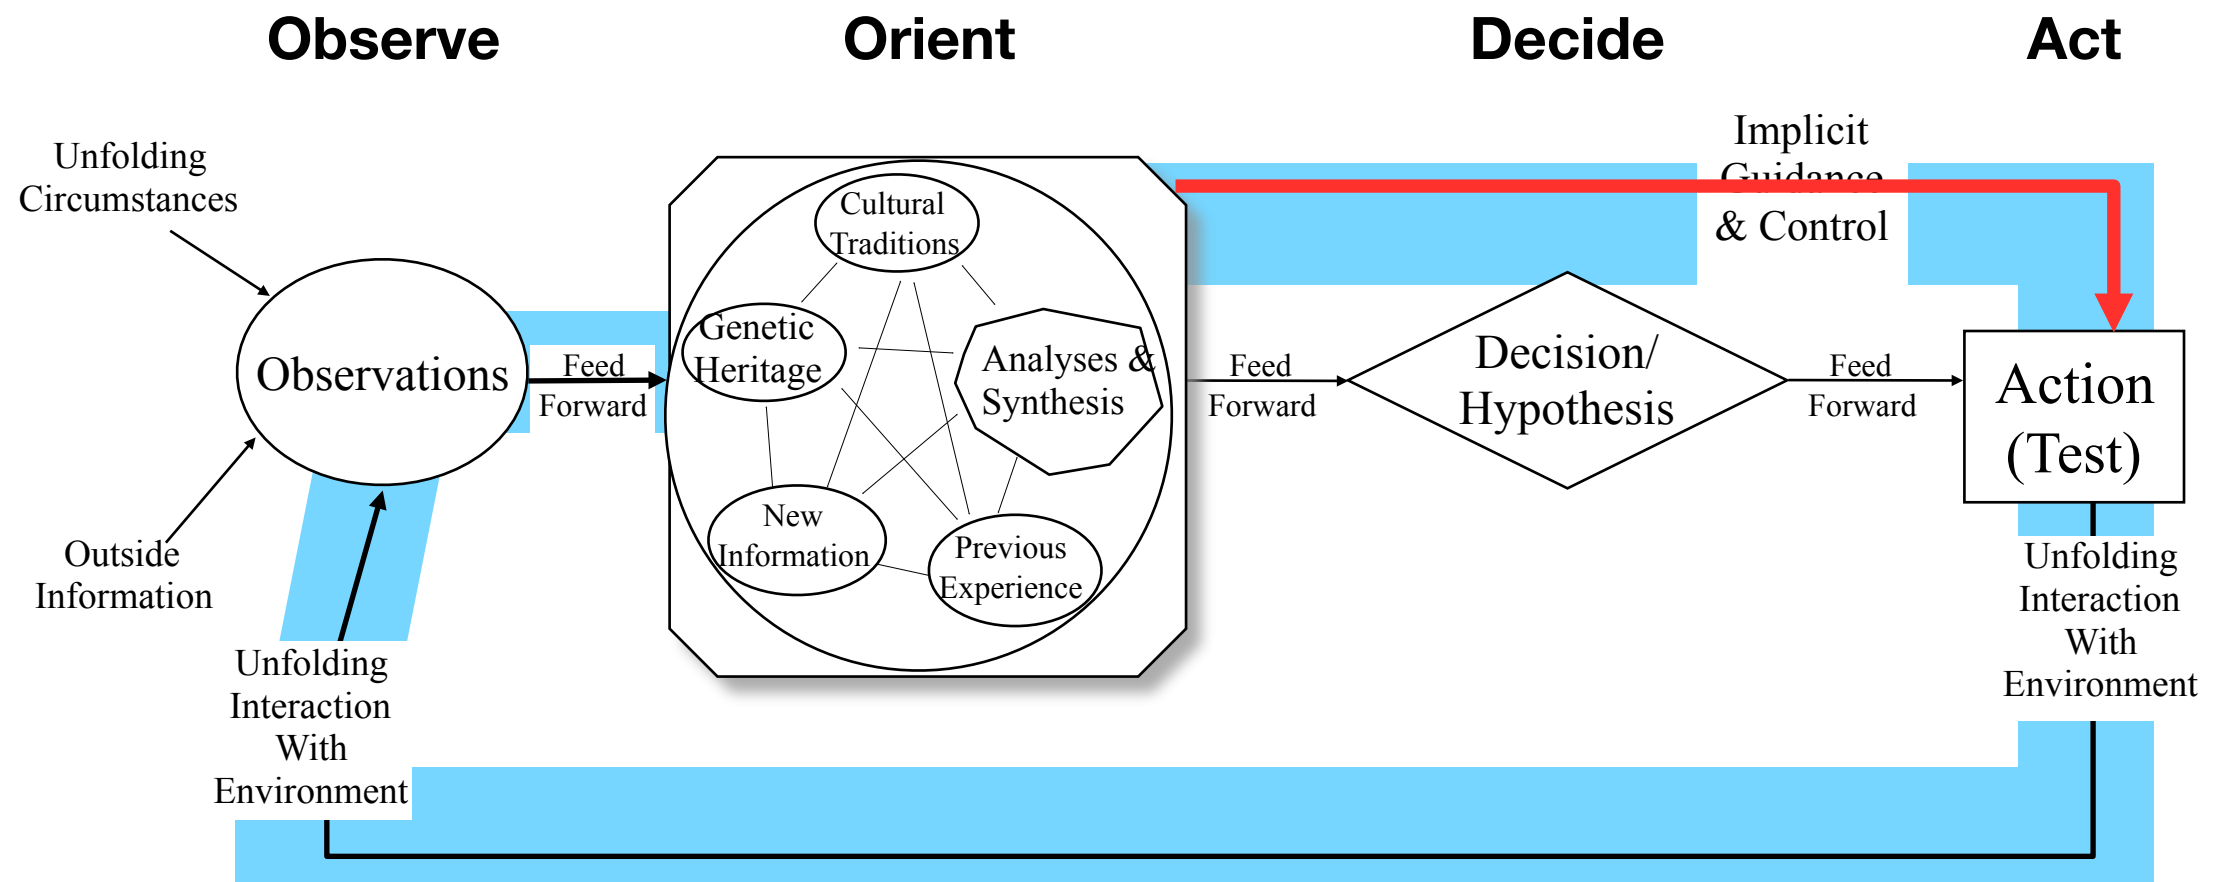 Observe
Orient
Decide
Act
Unfolding
Circumstances
Observations
Outside
Information
Unfolding
Interaction
With
Environment
Feed
Forward
Cultural
Traditions
Genetic
Heritage
Analyses &
Synthesis
New
Information
Previous
Experience
Feed
Forward
Decision/
Hypothesis
Implicit
Guidance
& Control
Feed
Forward
Action
(Test)
Unfolding
Interaction
With
Environment